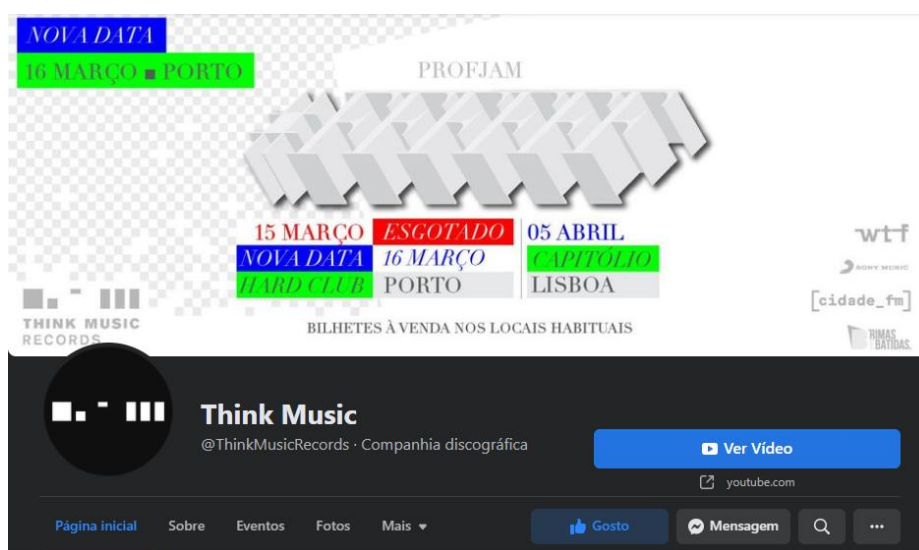 NOVA DATA
16 MARÇO ■ PORTO
PROFJAM
15 MARÇO ESGOTADO
NOVA DATA 16 MARÇO
HARD CLUB PORTO
05 ABRIL
CAPITÓLIO
LISBOA
BILHETES À VENDA NOS LOCAIS HABITUAIS
THINK MUSIC
RECORDS
wtf
SONY MUSIC
[cidade_fm]
RIMAS
BATIDAS.
Think Music
@ThinkMusicRecords · Companhia discográfica
Ver Vídeo
youtube.com
Página inicial Sobre Eventos Fotos Mais Gosto Mensagem